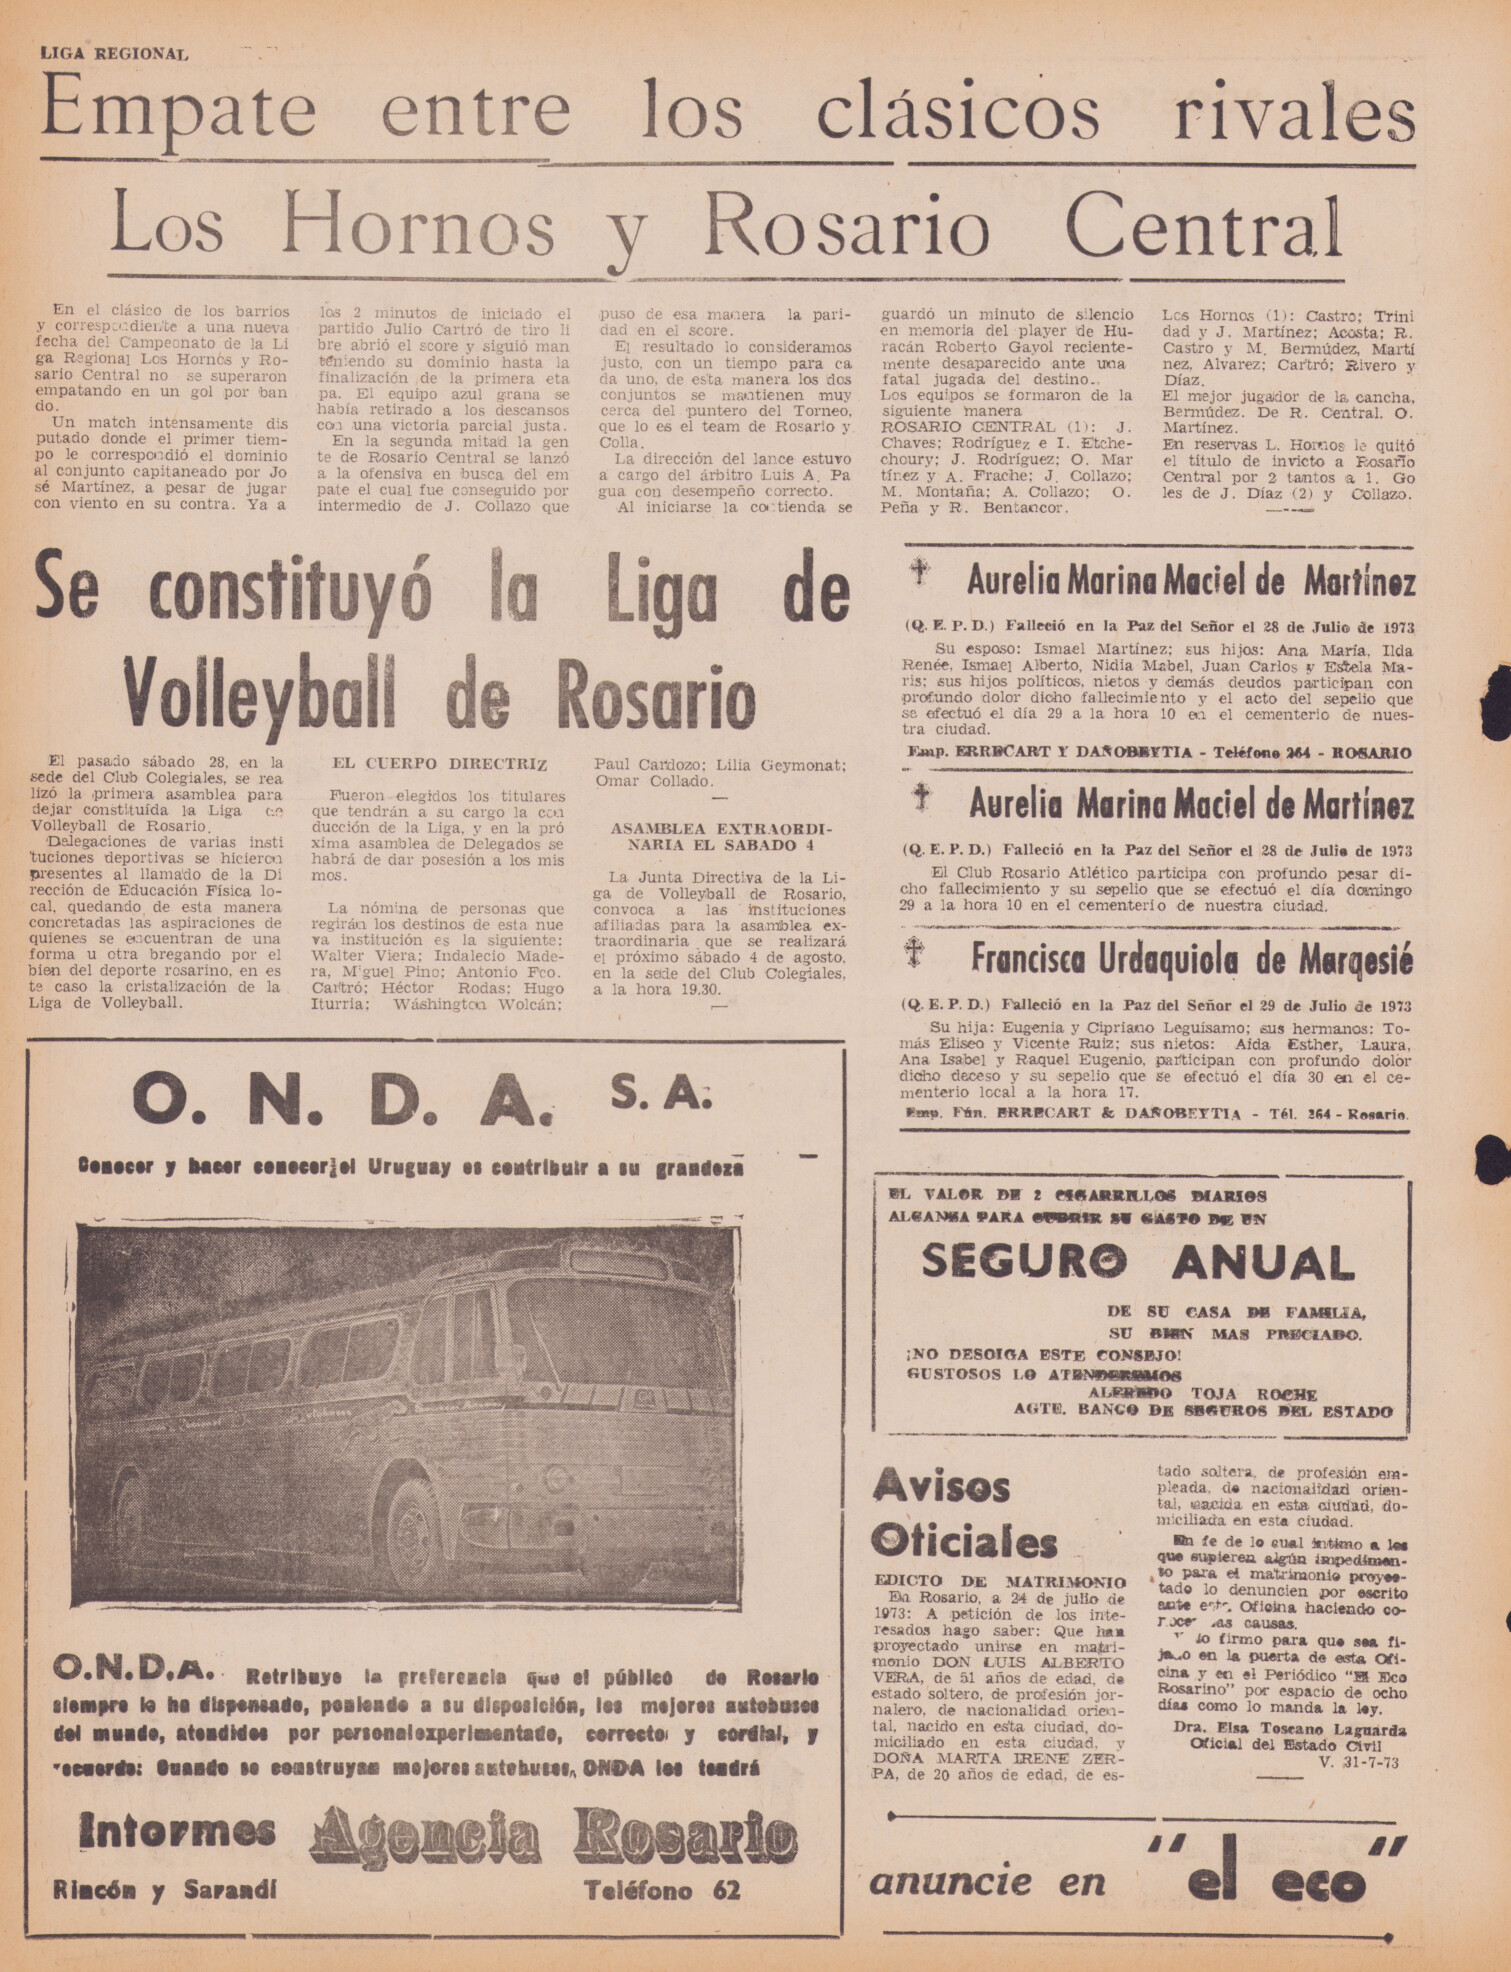 LIGA REGIONAL
Empate entre los clásicos rivales
Los Hornos y Rosario Central
En el clásico de los barrios
y correspondiente a una nueva
fecha del Campeonato de la Li
ga Regional Los Hornos y Ro-
sario Central no se superaron
empatando en un gol por ban
do.
Un match intensamente dis
putado donde el primer tiem-
po le correspondió el dominio
al conjunto capitaneado por Jo
sé Martínez, a pesar de jugar
con viento en su contra. Ya a
los 2 minutos de iniciado el
partido Julio Cartró de tiro li
bre abrió el score y siguió man
teniendo su dominio hasta la
finalización de la primera eta
pa. El equipo azul grana se
había retirado a los descansos
con una victoria parcial justa.
En la segunda mitad la gen
te de Rosario Central se lanzó
a la ofensiva en busca del em
pate el cual fue conseguido por
intermedio de J. Collazo que
puso de esa manera la pari-
dad en el score.
El resultado lo consideramos
justo, con un tiempo para ca
da uno, de esta manera los dos
conjuntos se mantienen muy
cerca del puntero del Torneo,
que lo es el team de Rosario y
Colla.
La dirección del lance estuvo
a cargo del árbitro Luis A. Pa
gua con desempeño correcto.
Al iniciarse la contienda se
guardó un minuto de silencio
en memoria del player de Hu-
racán Roberto Gayol reciente-
mente desaparecido ante una
fatal jugada del destino.
Los equipos se formaron de la
siguiente manera
ROSARIO CENTRAL (1): J.
Chaves; Rodríguez e I. Etche-
choury; J. Rodríguez; O. Mar
tínez y A. Frache; J. Collazo;
M. Montaña; A. Collazo; O.
Peña y R. Bentancor.
Los Hornos (1): Castro; Trini
dad y J. Martínez; Acosta; R.
Castro y M. Bermúdez, Martí
nez, Alvarez; Cartró; Rivero y
Díaz.
El mejor jugador de la cancha,
Bermúdez. De R. Central. O.
Martínez.
En reservas L. Hornos le quitó
el título de invicto a Rosario
Central por 2 tantos a 1. Go
les de J. Díaz (2) y Collazo.
Se constituyó la Liga de
Volleyball de Rosario
El pasado sábado 28, en la
sede del Club Colegiales, se rea
lizó la primera asamblea para
dejar constituída la Liga de
Volleyball de Rosario.
Delegaciones de varias insti
tuciones deportivas se hicieron
presentes al llamado de la Di
rección de Educación Física lo-
cal, quedando de esta manera
concretadas las aspiraciones de
quienes se encuentran de una
forma u otra bregando por el
bien del deporte rosarino, en es
te caso la cristalización de la
Liga de Volleyball.
EL CUERPO DIRECTRIZ
Fueron elegidos los titulares
que tendrán a su cargo la con
ducción de la Liga, y en la pró
xima asamblea de Delegados se
habrá de dar posesión a los mis
mos.
La nómina de personas que
regirán los destinos de esta nue
va institución es la siguiente:
Walter Viera; Indalecio Made-
ra, Miguel Pino; Antonio Fco.
Cartró; Héctor Rodas; Hugo
Iturria; Wáshington Wolcán;
Paul Cardozo; Lilia Geymonat;
Omar Collado.
ASAMBLEA EXTRAORDI-
NARIA EL SABADO 4
La Junta Directiva de la Li-
ga de Volleyball de Rosario,
convoca a las instituciones
afiliadas para la asamblea ex-
traordinaria que se realizará
el próximo sábado 4 de agosto,
en la sede del Club Colegiales,
a la hora 19.30.
Aurelia Marina Maciel de Martínez
(Q. E. P. D.) Falleció en la Paz del Señor el 28 de Julio de 1973
Su esposo: Ismael Martínez; sus hijos: Ana María, Ilda
Renée, Ismael Alberto, Nidia Mabel, Juan Carlos y Estela Ma-
ris; sus hijos políticos, nietos y demás deudos participan con
profundo dolor dicho fallecimiento y el acto del sepelio que
se efectuó el día 29 a la hora 10 en el cementerio de nues-
tra ciudad.
Emp. ERRECART Y DAÑOBEYTIA - Teléfono 264 - ROSARIO
Aurelia Marina Maciel de Martínez
(Q. E. P. D.) Falleció en la Paz del Señor el 28 de Julio de 1973
El Club Rosario Atlético participa con profundo pesar di-
cho fallecimiento y su sepelio que se efectuó el día domingo
29 a la hora 10 en el cementerio de nuestra ciudad.
Francisca Urdaquiola de Marqesié
(Q. E. P. D.) Falleció en la Paz del Señor el 29 de Julio de 1973
Su hija: Eugenia y Cipriano Leguísamo; sus hermanos: To-
más Eliseo y Vicente Ruiz; sus nietos: Aída Esther, Laura,
Ana Isabel y Raquel Eugenio, participan con profundo dolor
dicho deceso y su sepelio que se efectuó el día 30 en el ce-
menterio local a la hora 17.
Emp. Fún. ERRECART & DAÑOBEYTIA - Tél. 264 - Rosario.
O. N. D. A. S. A.
Conocer y hacer conocer el Uruguay es contribuir a su grandeza
O.N.D.A. Retribuye la preferencia que el público de Rosario
siempre le ha dispensado, poniendo a su disposición, los mejores autobuses
del mundo, atendidos por personal experimentado, correcto y cordial, y
recuerde: Cuando se construyan mejores autobuses, ONDA los tendrá
Informes Agencia Rosario
Rincón y Sarandí Teléfono 62
EL VALOR DE 2 CIGARRILLOS DIARIOS
ALCANSA PARA CUBRIR SU GASTO DE UN
SEGURO ANUAL
DE SU CASA DE FAMILIA,
SU BIEN MAS PRECIADO.
¡NO DESOIGA ESTE CONSEJO!
GUSTOSOS LO ATENDEREMOS
ALFREDO TOJA ROCHE
AGTE. BANCO DE SEGUROS DEL ESTADO
Avisos
Oficiales
EDICTO DE MATRIMONIO
En Rosario, a 24 de julio de
1973: A petición de los inte-
resados hago saber: Que han
proyectado unirse en matri-
monio DON LUIS ALBERTO
VERA, de 31 años de edad, de
estado soltero, de profesión jor-
nalero, de nacionalidad orien-
tal, nacido en esta ciudad, do-
miciliado en esta ciudad, y
DOÑA MARTA IRENE ZER-
PA, de 20 años de edad, de es-
tado soltera, de profesión em-
pleada, de nacionalidad orien-
tal, nacida en esta ciudad, do-
miciliada en esta ciudad.
En fe de lo cual intimo a los
que supieren algún impedimen-
to para el matrimonio proyec-
tado lo denuncien por escrito
ante esta Oficina haciendo co-
nocer las causas.
Y lo firmo para que sea fi-
jado en la puerta de esta Ofi-
cina y en el Periódico "El Eco
Rosarino" por espacio de ocho
días como lo manda la ley.
Dra. Elsa Toscano Laguarda
Oficial del Estado Civil
V. 31-7-73
anuncie en "el eco"